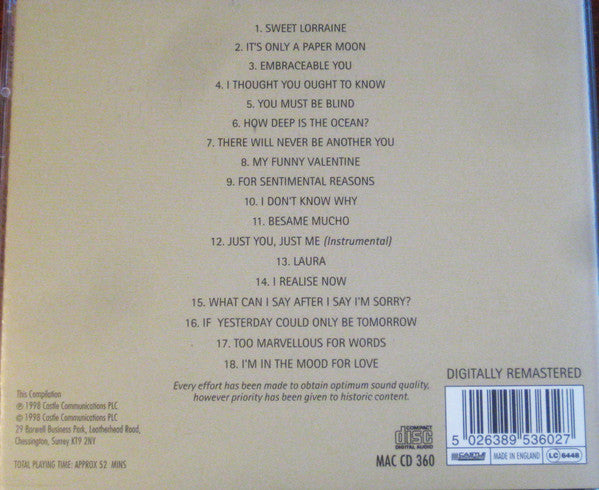 1. SWEET LORRAINE
2. IT'S ONLY A PAPER MOON
3. EMBRACEABLE YOU
4. I THOUGHT YOU OUGHT TO KNOW
5. YOU MUST BE BLIND
6. HOW DEEP IS THE OCEAN?
7. THERE WILL NEVER BE ANOTHER YOU
8. MY FUNNY VALENTINE
9. FOR SENTIMENTAL REASONS
10. I DON'T KNOW WHY
11. BESAME MUCHO
12. JUST YOU, JUST ME (Instrumental)
13. LAURA
14. I REALISE NOW
15. WHAT CAN I SAY AFTER I SAY I'M SORRY?
16. IF YESTERDAY COULD ONLY BE TOMORROW
17. TOO MARVELLOUS FOR WORDS
18. I'M IN THE MOOD FOR LOVE
Every effort has been made to obtain optimum sound quality,
however priority has been given to historic content.
This Compilation
℗ 1998 Castle Communications PLC
© 1998 Castle Communications PLC
29 Barwell Business Park, Leatherhead Road,
Chessington, Surrey KT9 2NY
TOTAL PLAYING TIME: APPROX 52 MINS
COMPACT
disc
DIGITAL AUDIO
MAC CD 360
DIGITALLY REMASTERED
5 026389 536027
MADE IN ENGLAND
LC 6448